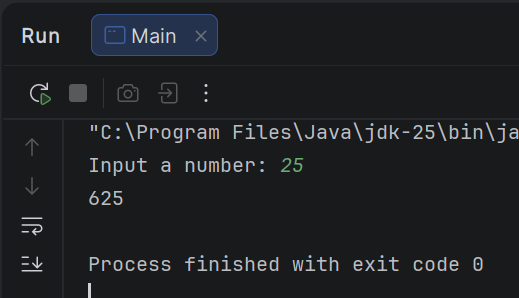 Run Main
"C:\Program Files\Java\jdk-25\bin\ja
Input a number: 25
625
Process finished with exit code 0